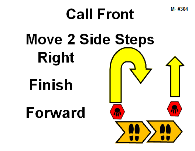 Call Front
Move 2 Side Steps
Right
Finish
Forward